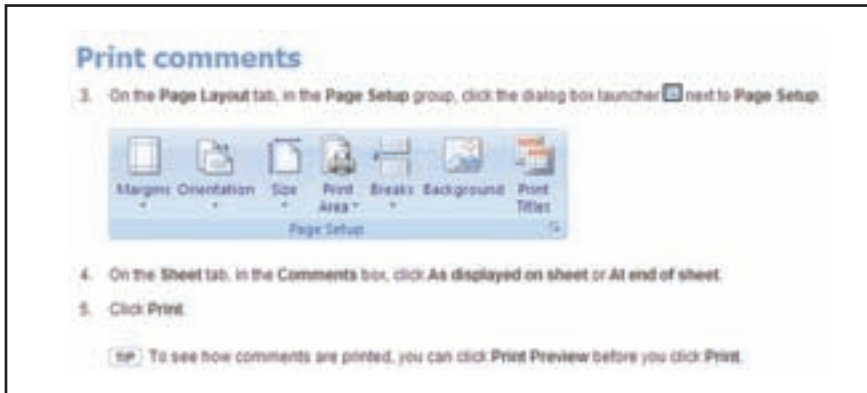 Print comments
3. On the Page Layout tab, in the Page Setup group, click the dialog box launcher next to Page Setup.
Margins Orientation Size Print Breaks Background Print
Area Titles
Page Setup
4. On the Sheet tab, in the Comments box, click As displayed on sheet or At end of sheet.
5. Click Print.
TIP To see how comments are printed, you can click Print Preview before you click Print.